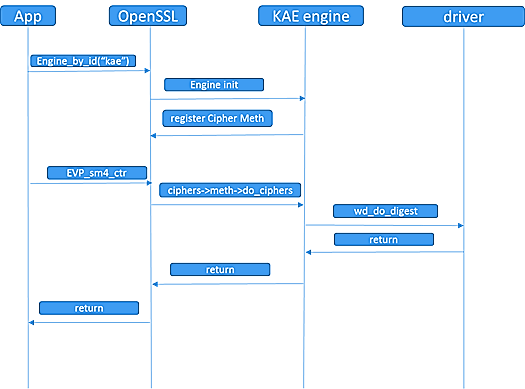 App
OpenSSL
KAE engine
driver
Engine_by_id("kae")
Engine init
register Cipher Meth
EVP_sm4_ctr
ciphers->meth->do_ciphers
wd_do_digest
return
return
return